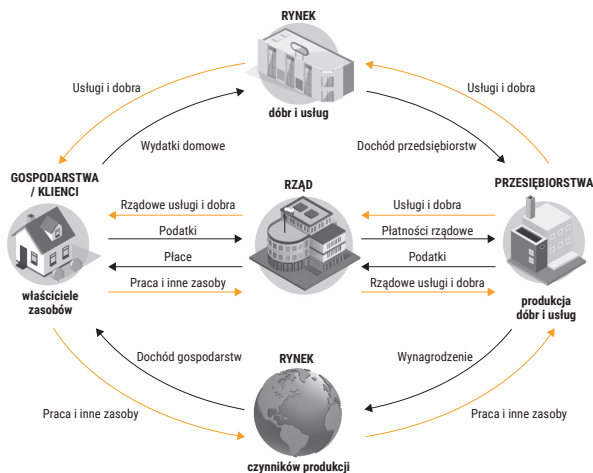 RYNEK
dóbr i usług
Usługi i dobra
Usługi i dobra
Wydatki domowe
Dochód przedsiębiorstw
GOSPODARSTWA
/ KLIENCI
właściciele
zasobów
RZĄD
PRZESIĘBIORSTWA
produkcja
dóbr i usług
Rządowe usługi i dobra
Podatki
Płace
Praca i inne zasoby
Usługi i dobra
Płatności rządowe
Podatki
Rządowe usługi i dobra
Dochód gospodarstw
Wynagrodzenie
Praca i inne zasoby
Praca i inne zasoby
RYNEK
czynników produkcji